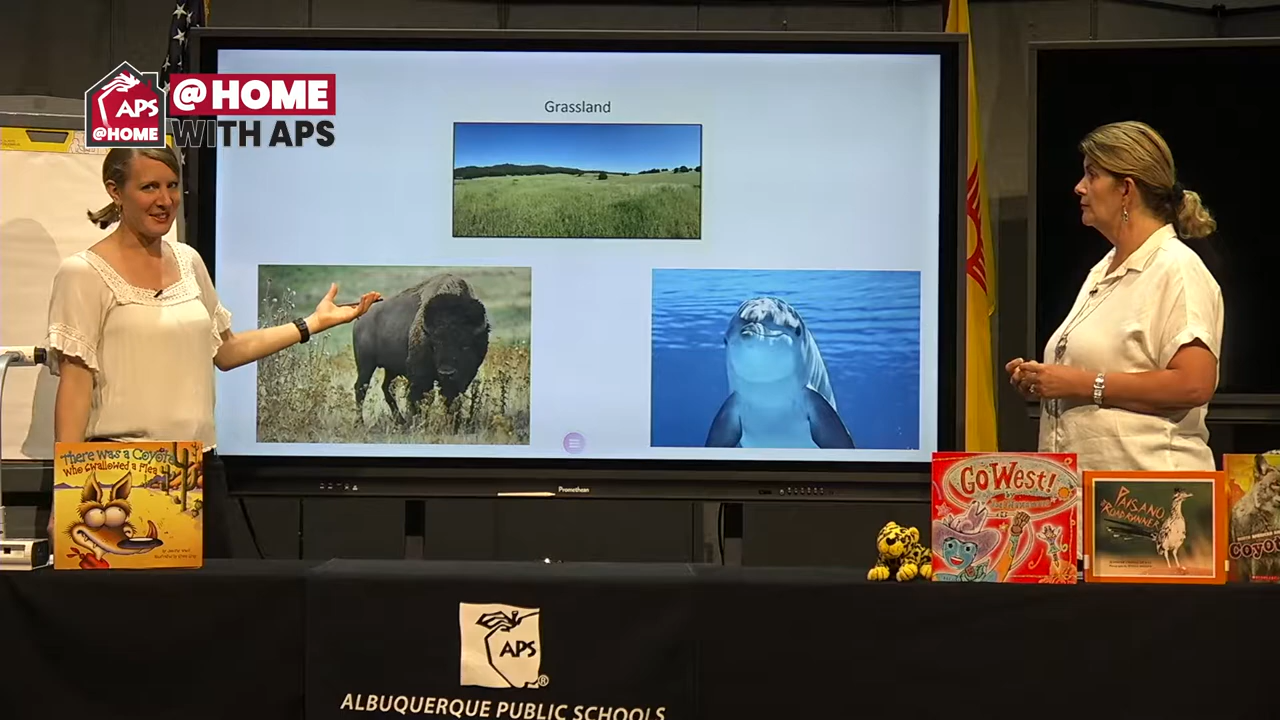 APS
@HOME
@HOME
WITH APS
Grassland
There was a Coyote
who Swallowed a Flea
Go West!
PAISANO
ROADRUNNER
Promethean
APS
®
ALBUQUERQUE PUBLIC SCHOOLS